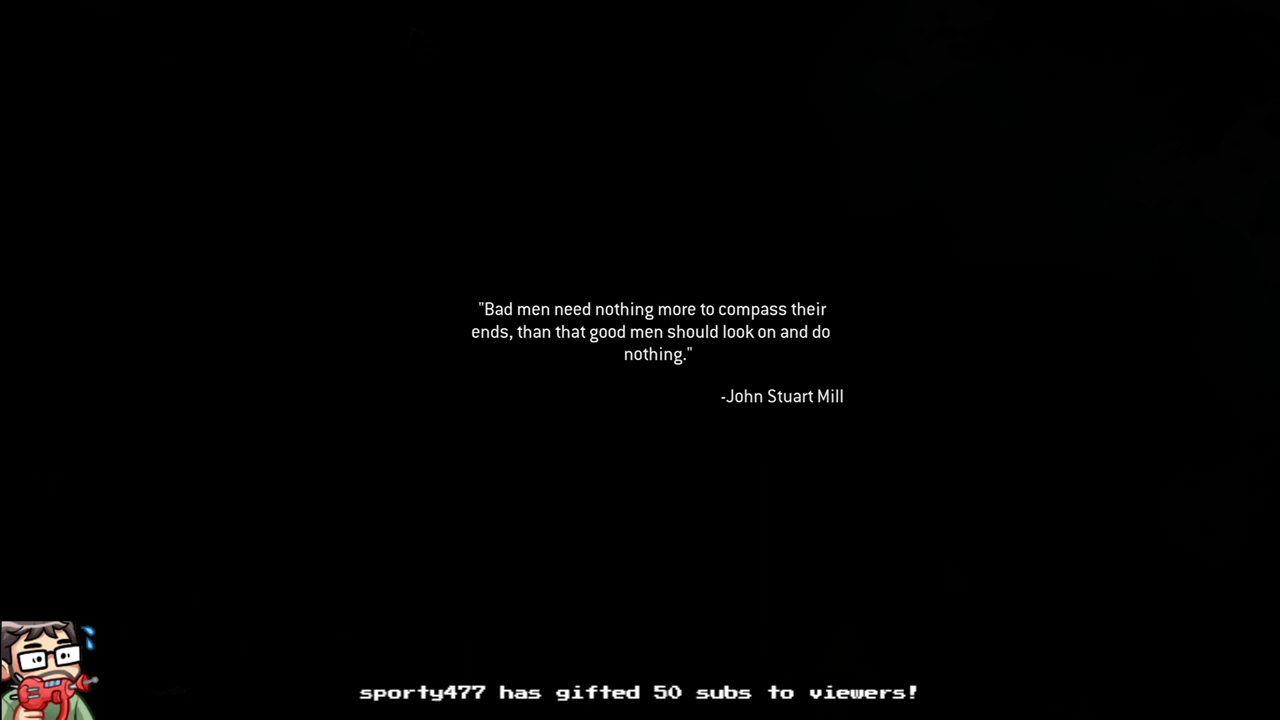 "Bad men need nothing more to compass their
ends, than that good men should look on and do
nothing."
-John Stuart Mill
sporty477 has gifted 50 subs to viewers!